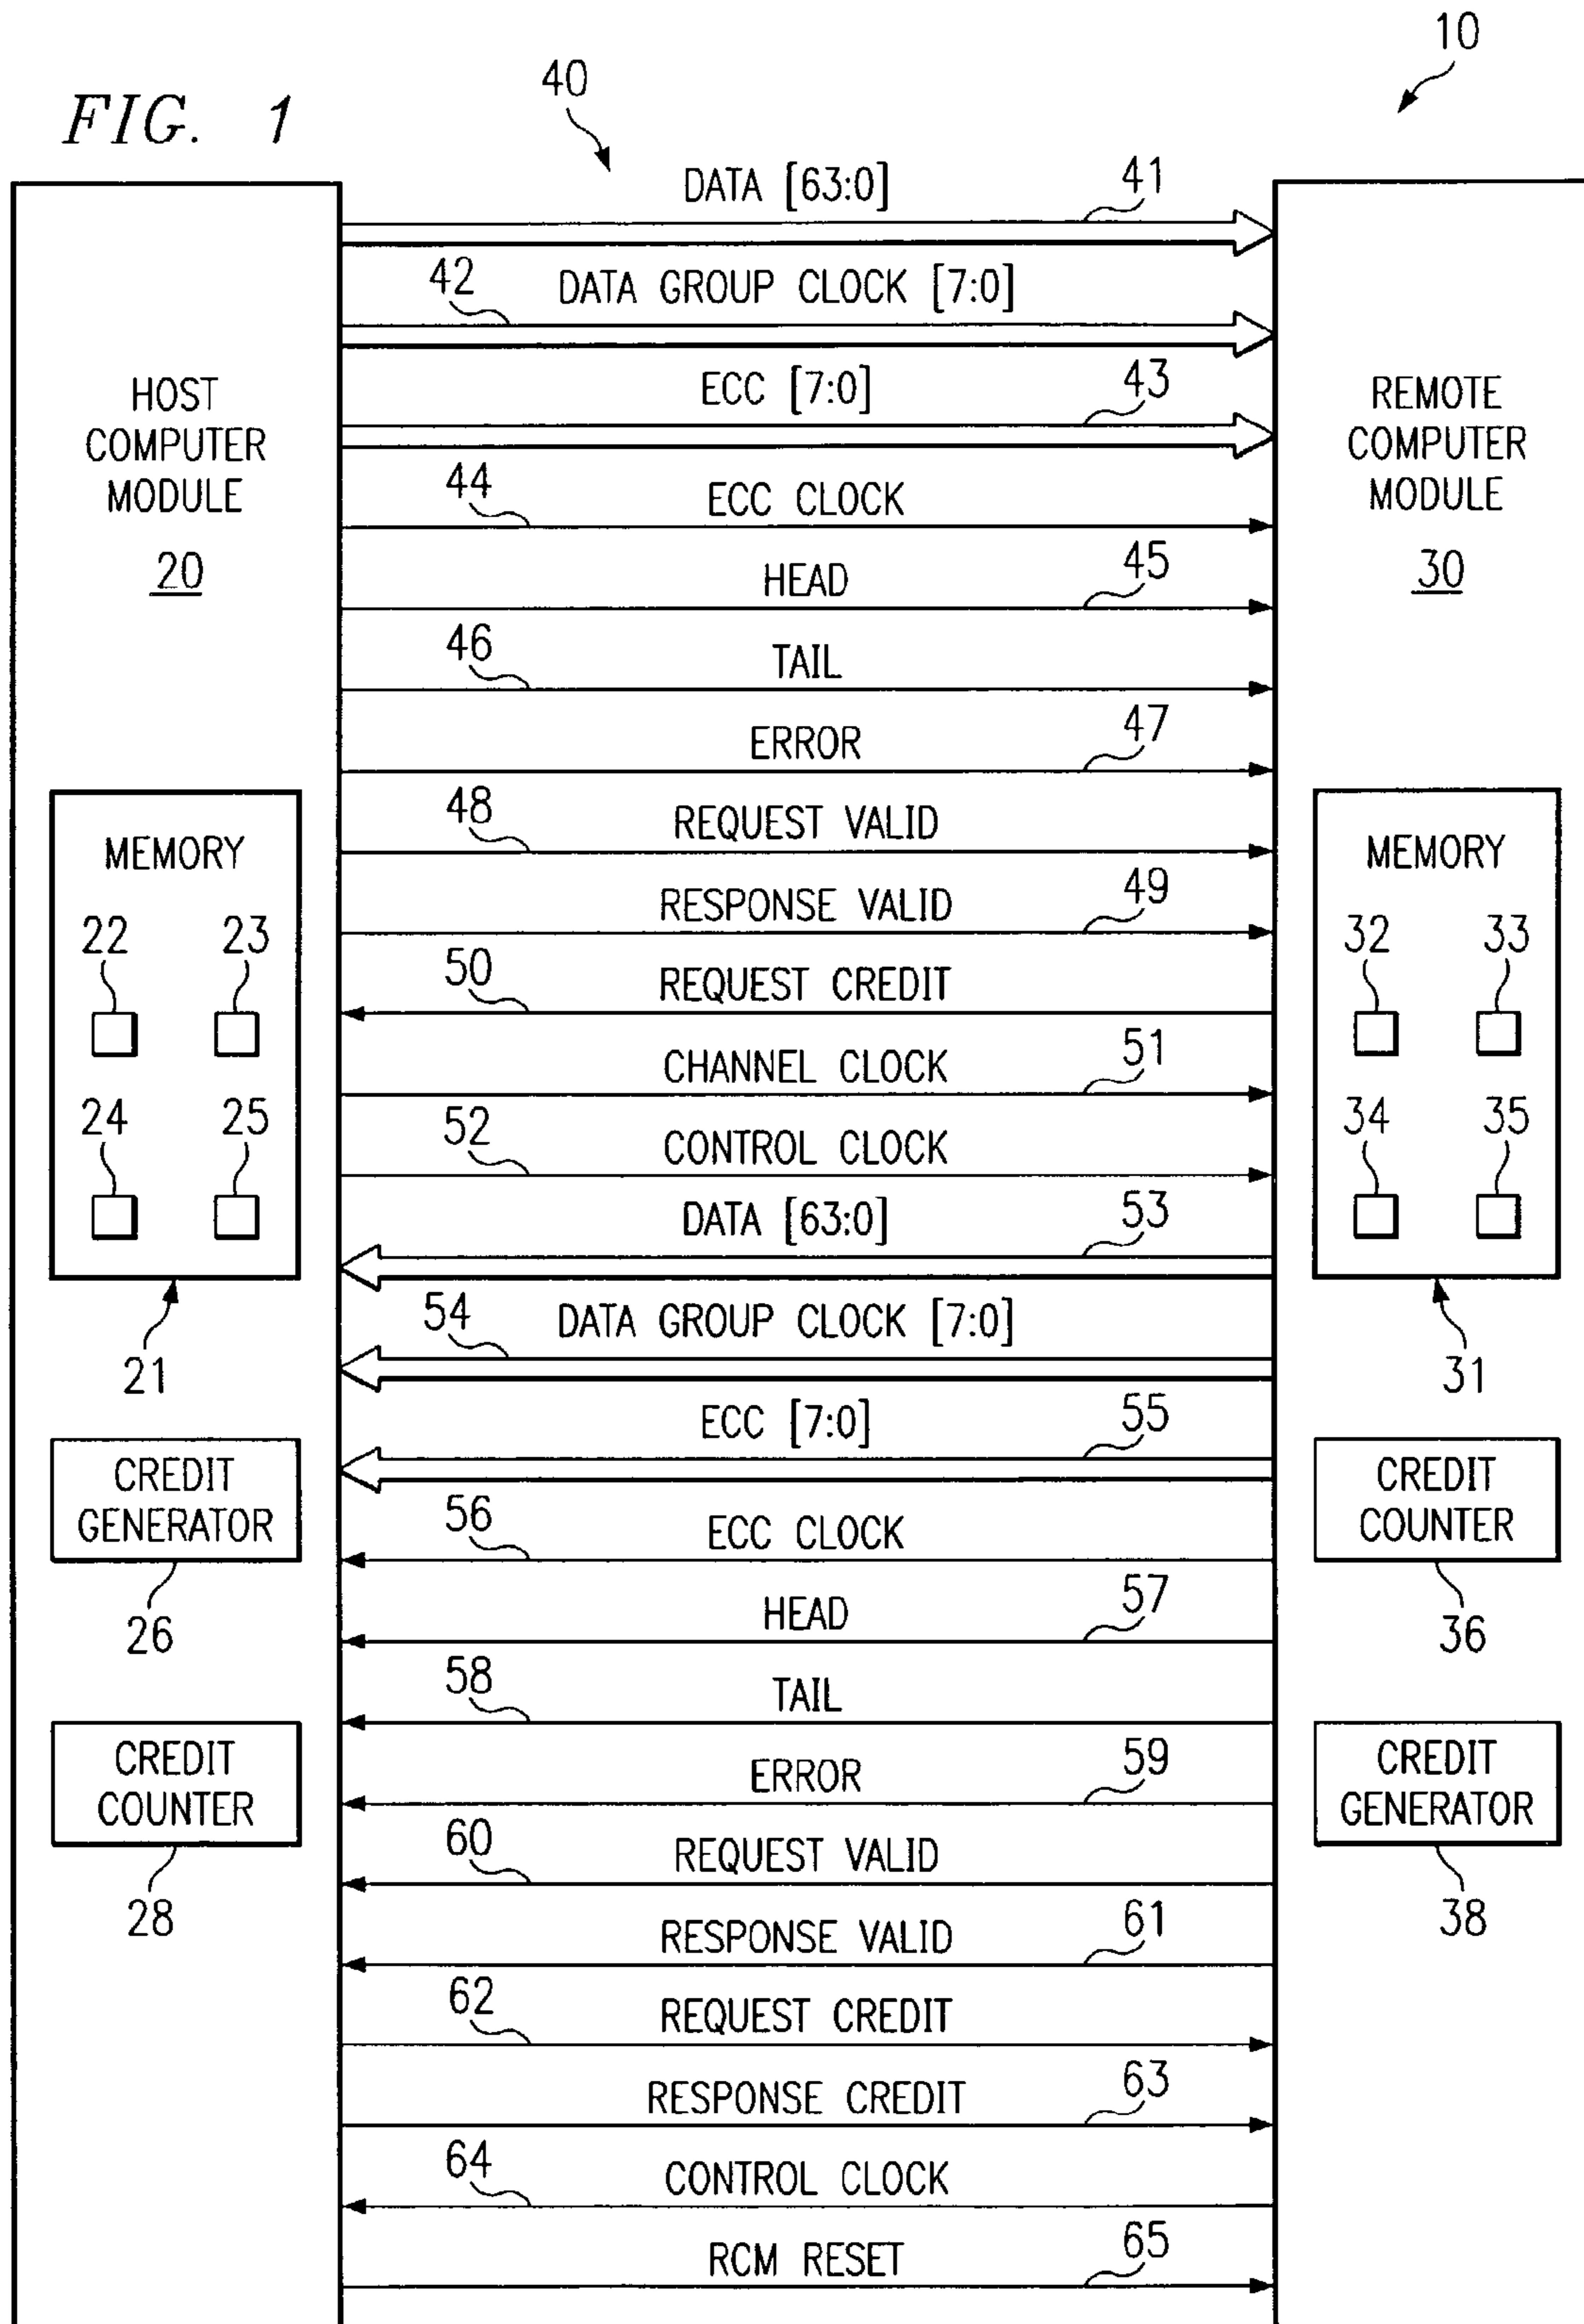 FIG. 1
10
40
DATA [63:0]
41
42
DATA GROUP CLOCK [7:0]
ECC [7:0]
43
HOST
COMPUTER
MODULE
20
REMOTE
COMPUTER
MODULE
30
44
ECC CLOCK
HEAD
45
46
TAIL
ERROR
47
48
REQUEST VALID
RESPONSE VALID
49
50
REQUEST CREDIT
CHANNEL CLOCK
51
52
CONTROL CLOCK
DATA [63:0]
53
MEMORY
22 23
24 25
21
MEMORY
32 33
34 35
31
54
DATA GROUP CLOCK [7:0]
ECC [7:0]
55
CREDIT
GENERATOR
26
CREDIT
COUNTER
36
56
ECC CLOCK
HEAD
57
58
TAIL
ERROR
59
CREDIT
COUNTER
28
CREDIT
GENERATOR
38
60
REQUEST VALID
RESPONSE VALID
61
62
REQUEST CREDIT
RESPONSE CREDIT
63
64
CONTROL CLOCK
RCM RESET
65